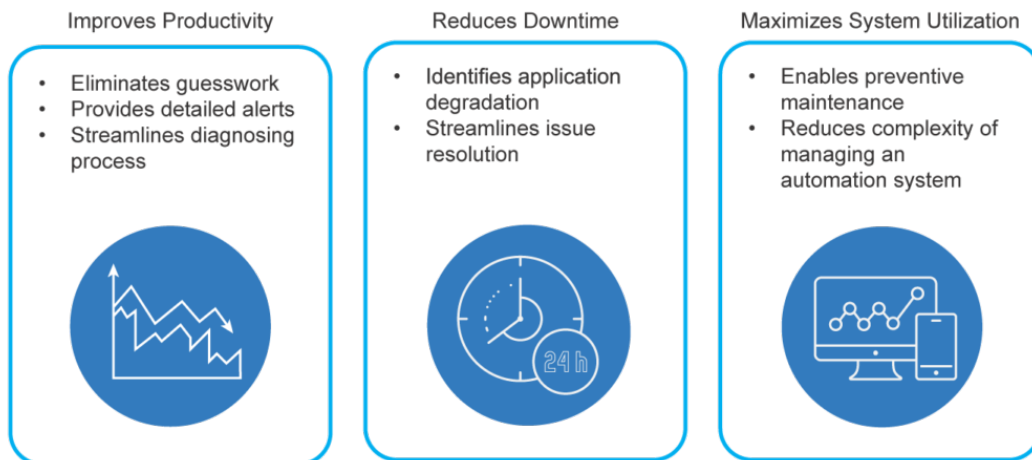 Improves Productivity
• Eliminates guesswork
• Provides detailed alerts
• Streamlines diagnosing
process
Reduces Downtime
• Identifies application
degradation
• Streamlines issue
resolution
24 h
Maximizes System Utilization
• Enables preventive
maintenance
• Reduces complexity of
managing an
automation system